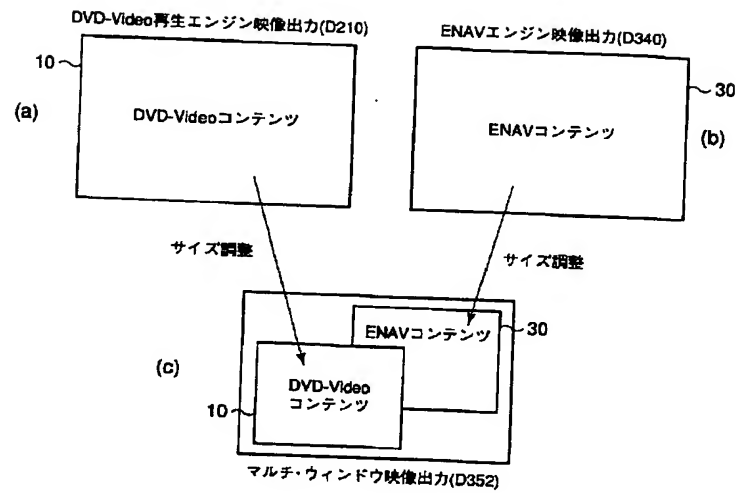 DVD-Video再生エンジン映像出力(D210)
10
(a)
DVD-Videoコンテンツ
ENAVエンジン映像出力(D340)
30
ENAVコンテンツ
(b)
サイズ調整
サイズ調整
(c)
ENAVコンテンツ
30
DVD-Video
コンテンツ
10
マルチ・ウィンドウ映像出力(D352)